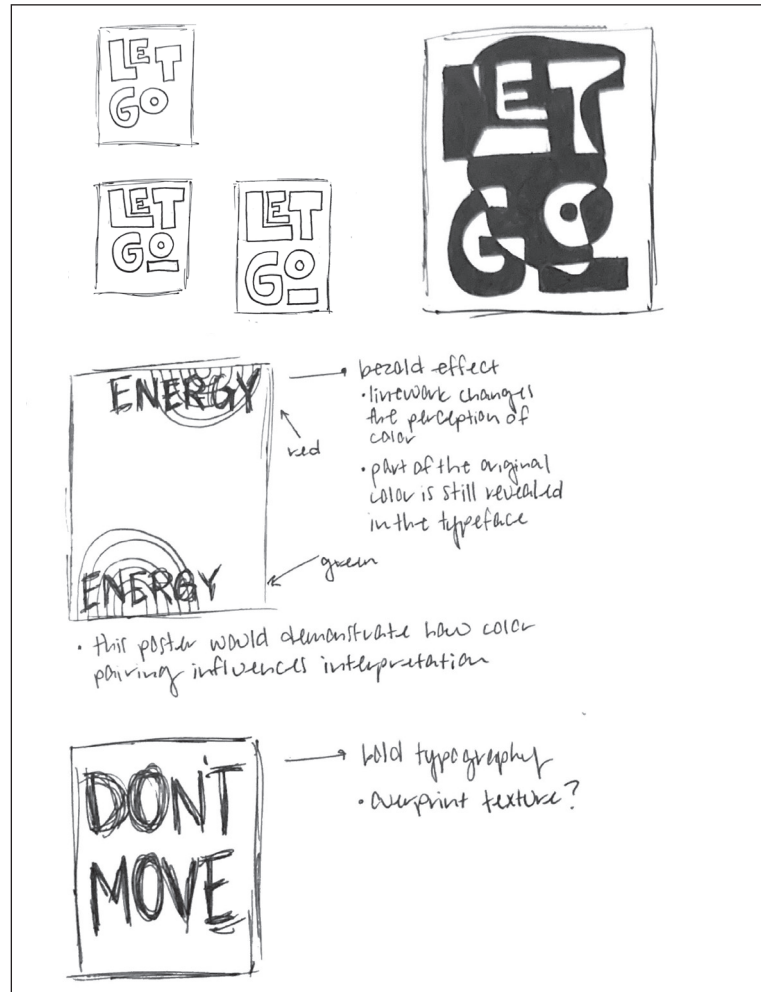 LET
GO
LET
GO
LET
GO
LET
GO
ENERGY
bezold effect
• linework changes
the perception of
color
red
• part of the original
color is still revealed
in the typeface
green
ENERGY
• this poster would demonstrate how color
pairing influences interpretation
DON'T
MOVE
bold typography
• overprint texture?